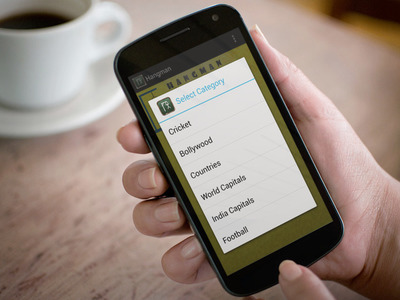 Hangman
HANGMAN
Select Category
Cricket
Bollywood
Countries
World Capitals
India Capitals
Football